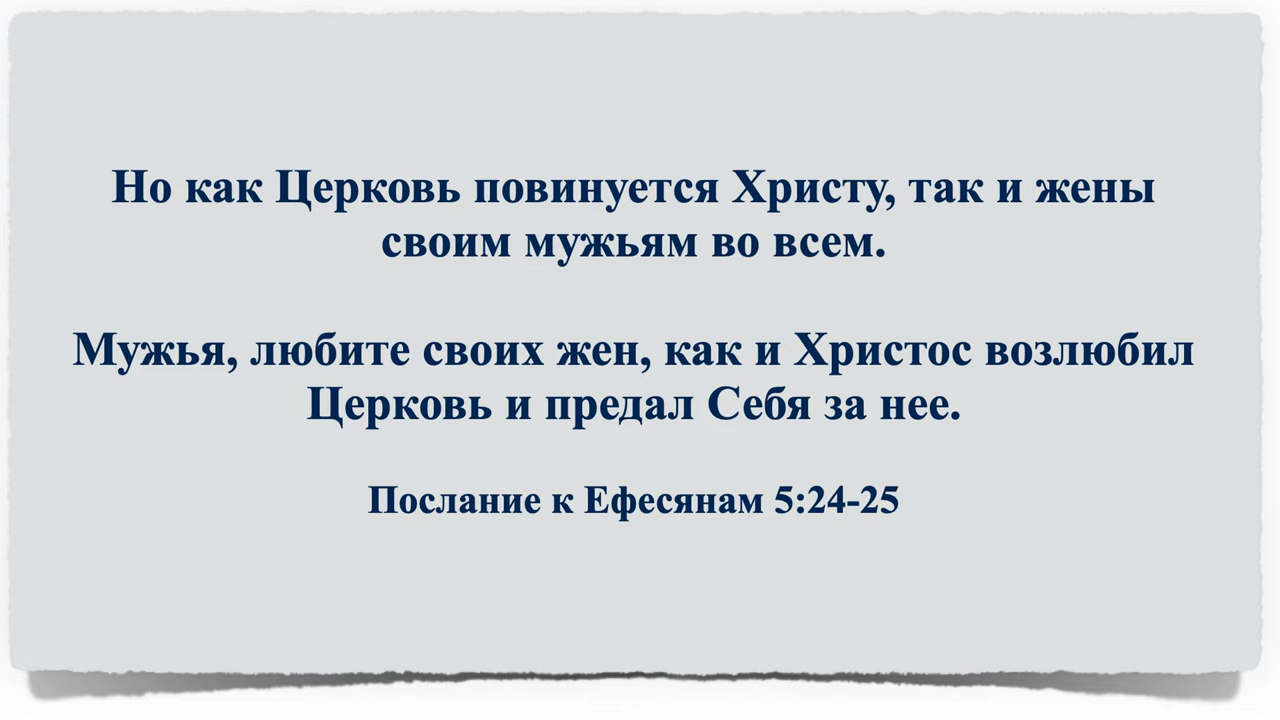 Но как Церковь повинуется Христу, так и жены
своим мужьям во всем.
Мужья, любите своих жен, как и Христос возлюбил
Церковь и предал Себя за нее.
Послание к Ефесянам 5:24-25